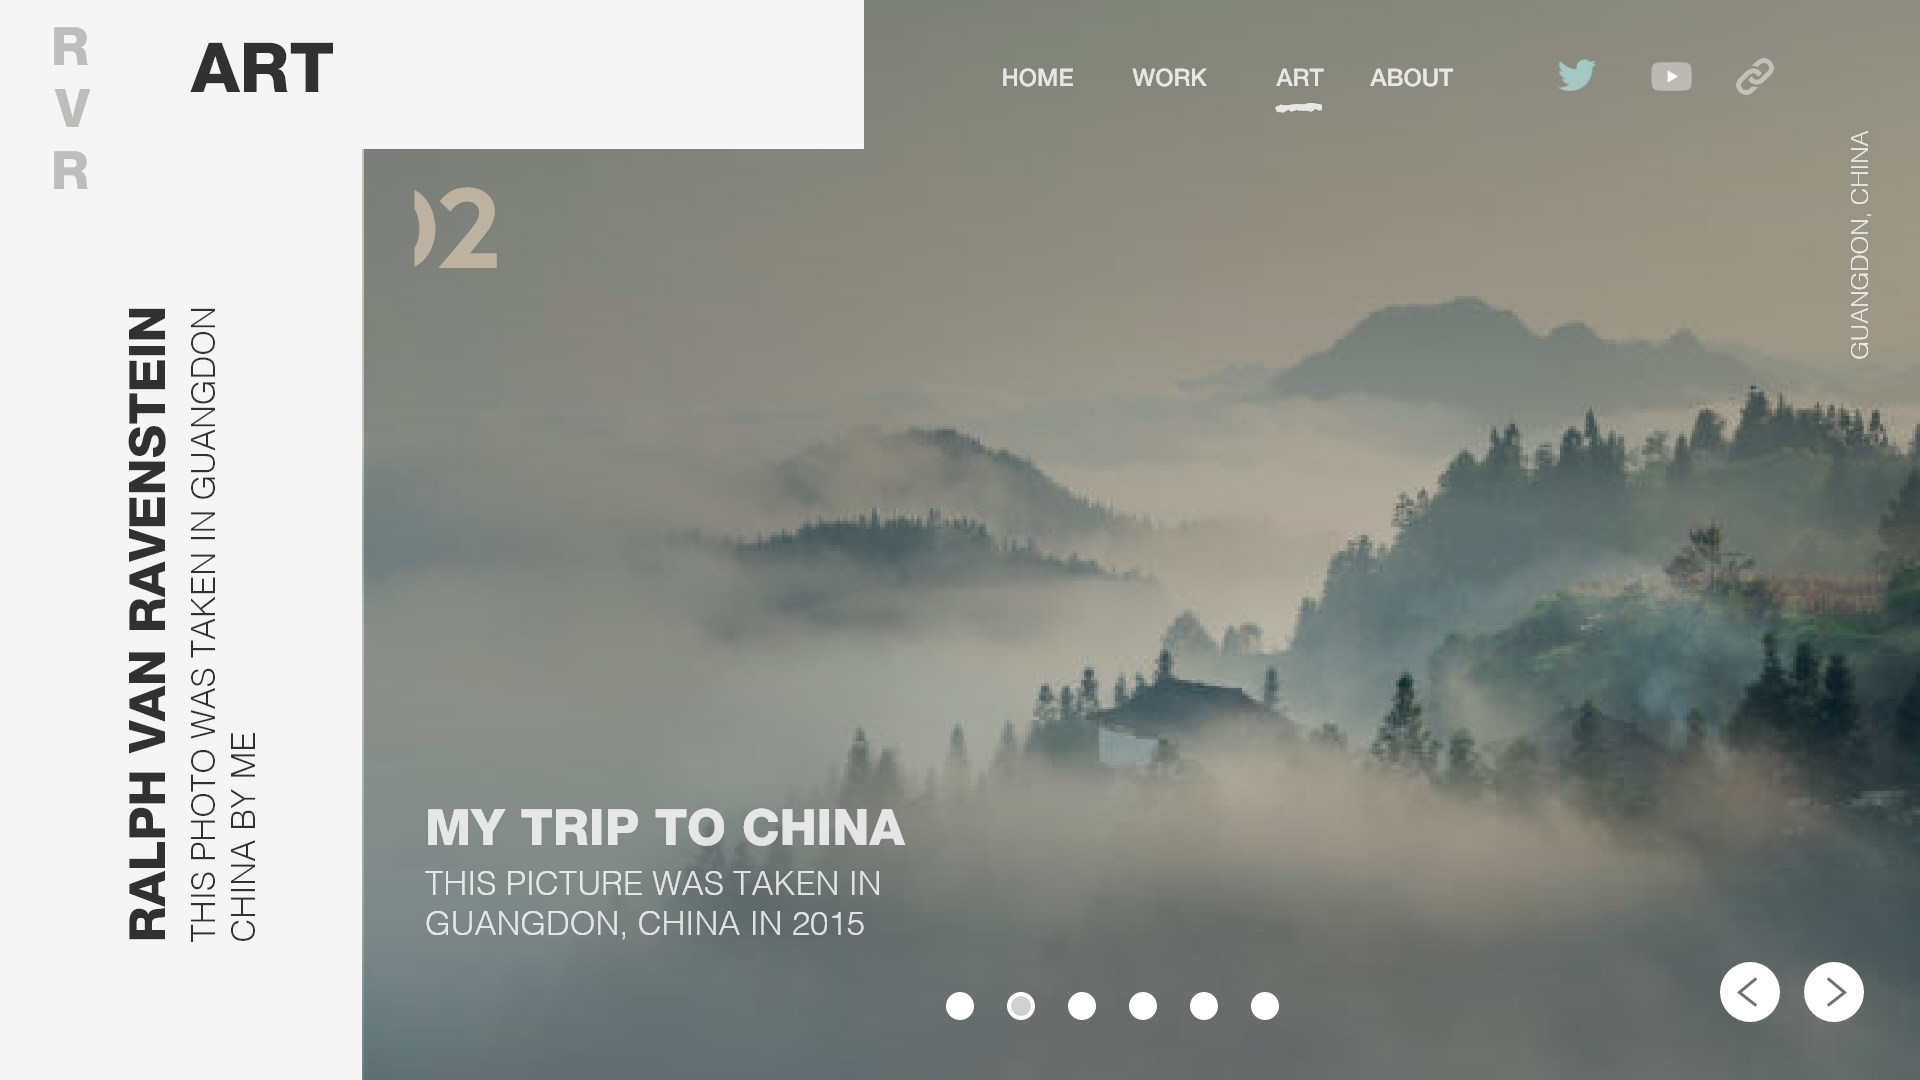 R
V
R
ART
HOME
WORK
ART
ABOUT
GUANGDON, CHINA
02
RALPH VAN RAVENSTEIN
THIS PHOTO WAS TAKEN IN GUANGDON
CHINA BY ME
MY TRIP TO CHINA
THIS PICTURE WAS TAKEN IN
GUANGDON, CHINA IN 2015